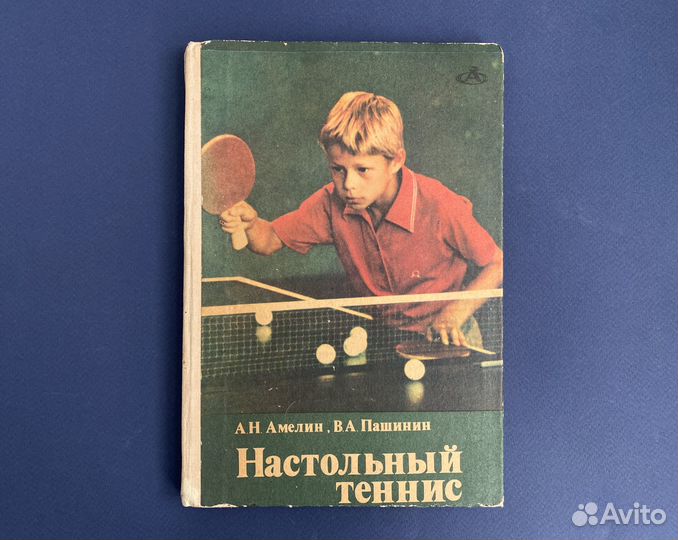 А.Н. Амелин, В.А. Пашинин
Настольный
теннис
Avito